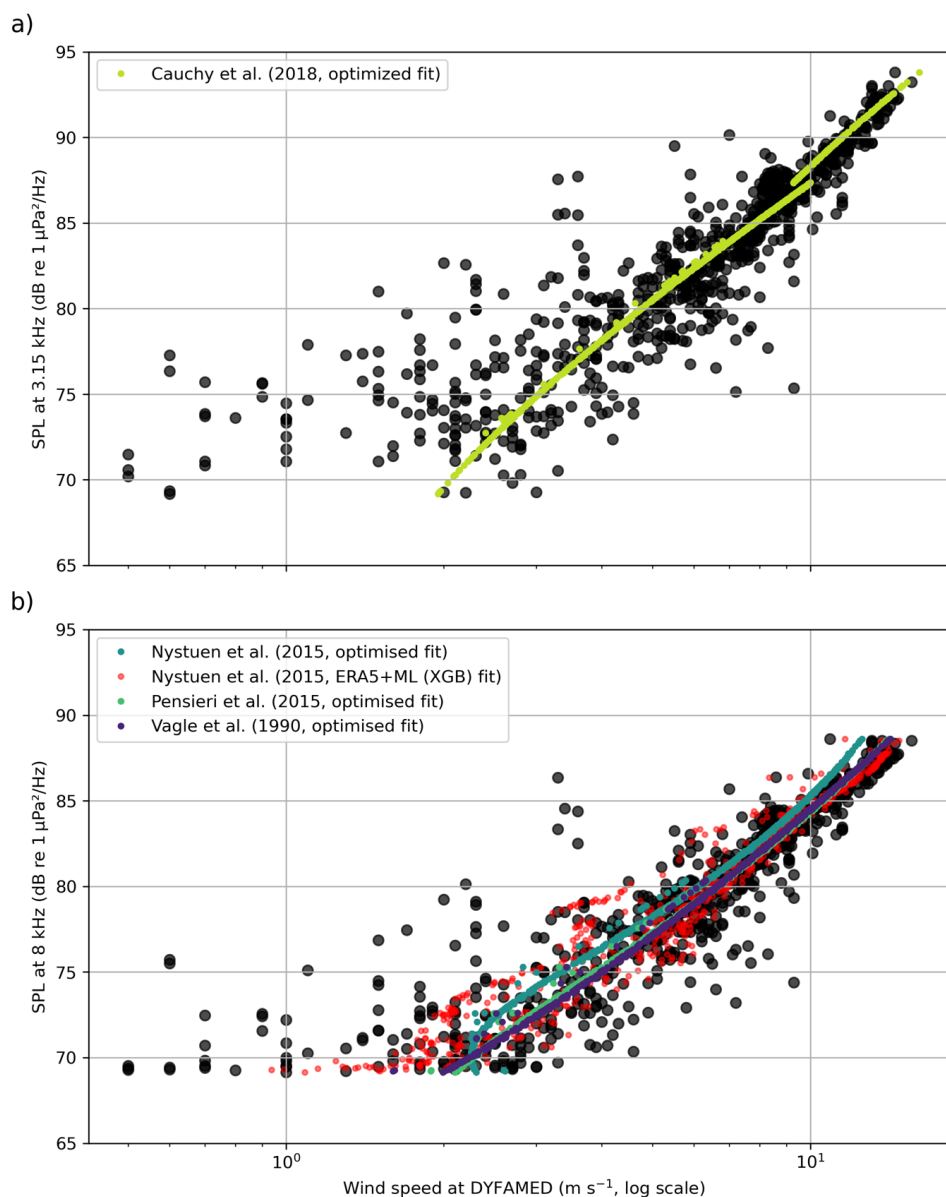 a)
95
90
85
80
75
70
65
SPL at 3.15 kHz (dB re 1 µPa²/Hz)
Cauchy et al. (2018, optimized fit)
b)
95
90
85
80
75
70
65
SPL at 8 kHz (dB re 1 µPa²/Hz)
Nystuen et al. (2015, optimised fit)
Nystuen et al. (2015, ERA5+ML (XGB) fit)
Pensieri et al. (2015, optimised fit)
Vagle et al. (1990, optimised fit)
10⁰ 10¹
Wind speed at DYFAMED (m s⁻¹, log scale)